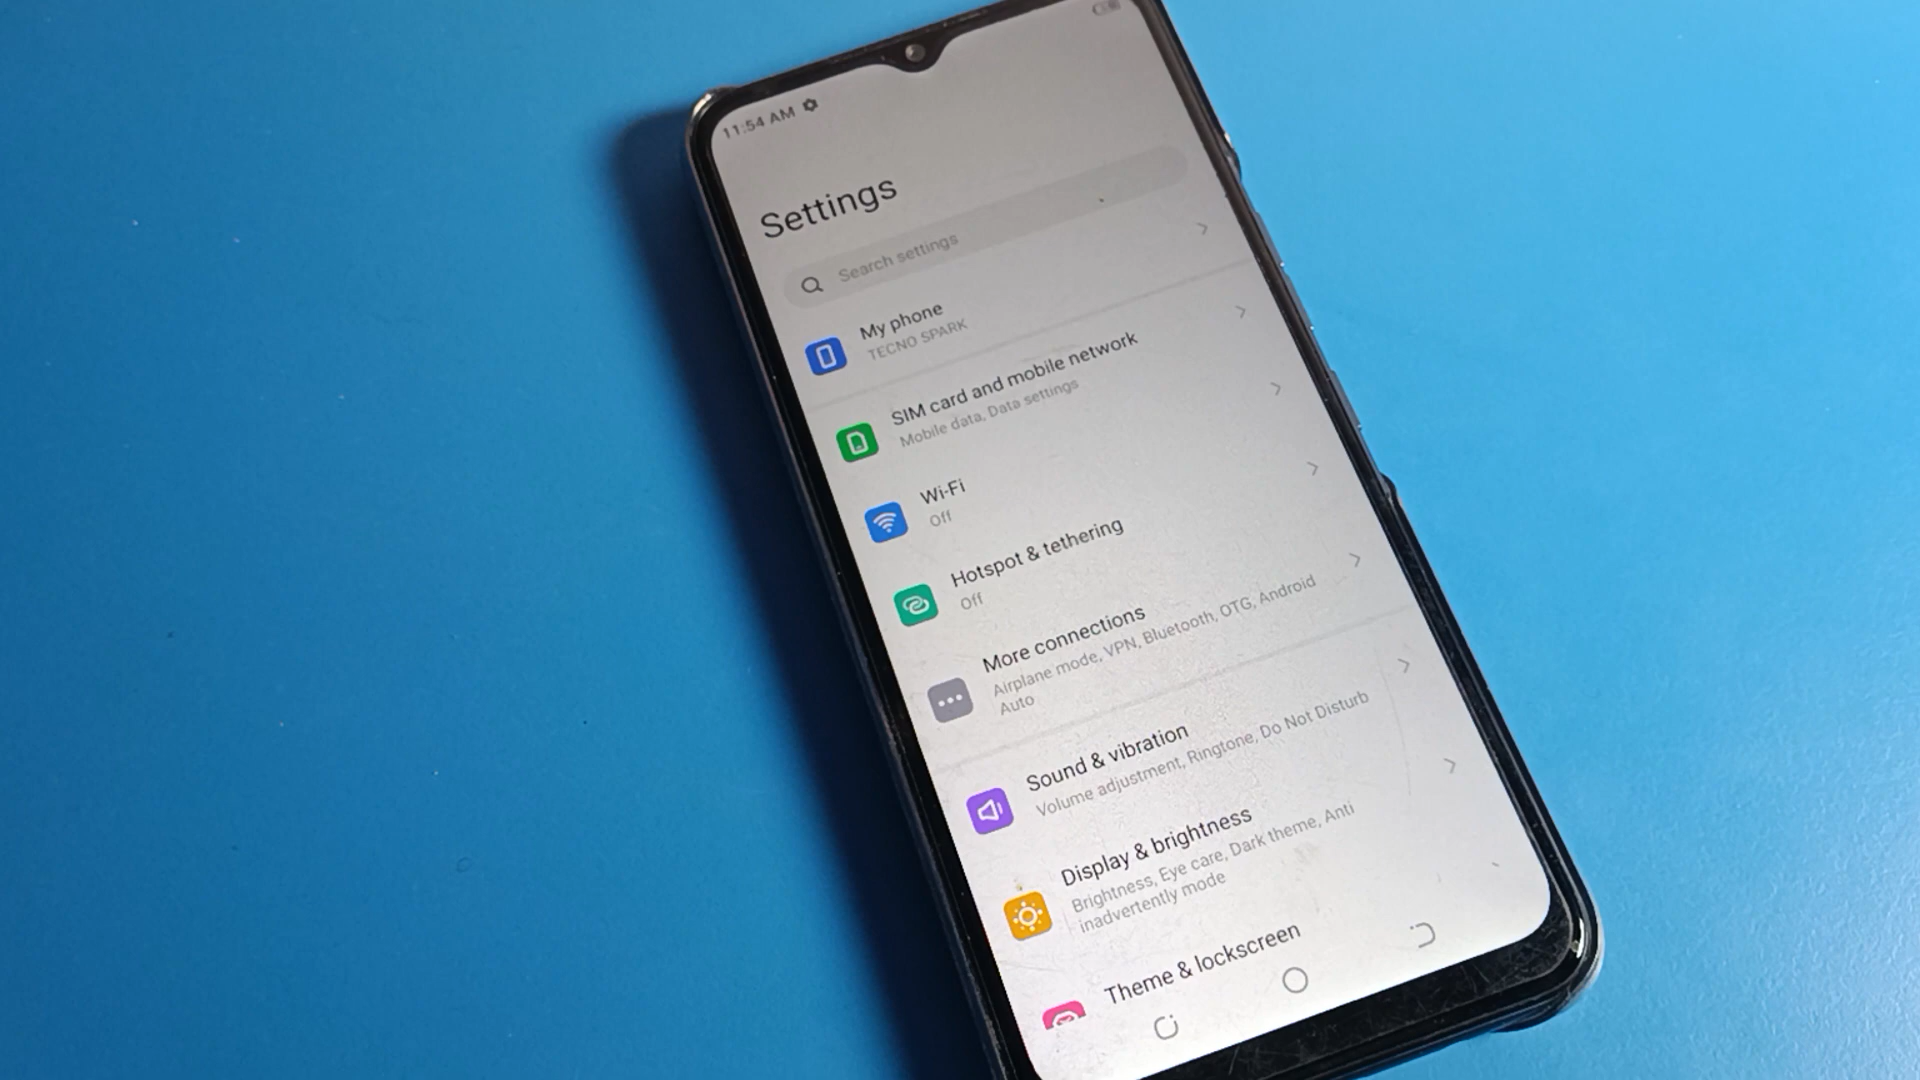 11:54 AM
Settings
Search settings
My phone
TECNO SPARK
SIM card and mobile network
Mobile data, Data settings
Wi-Fi
Off
Hotspot & tethering
Off
More connections
Airplane mode, VPN, Bluetooth, OTG, Android
Auto
Sound & vibration
Volume adjustment, Ringtone, Do Not Disturb
Display & brightness
Brightness, Eye care, Dark theme, Anti
inadvertently mode
Theme & lockscreen